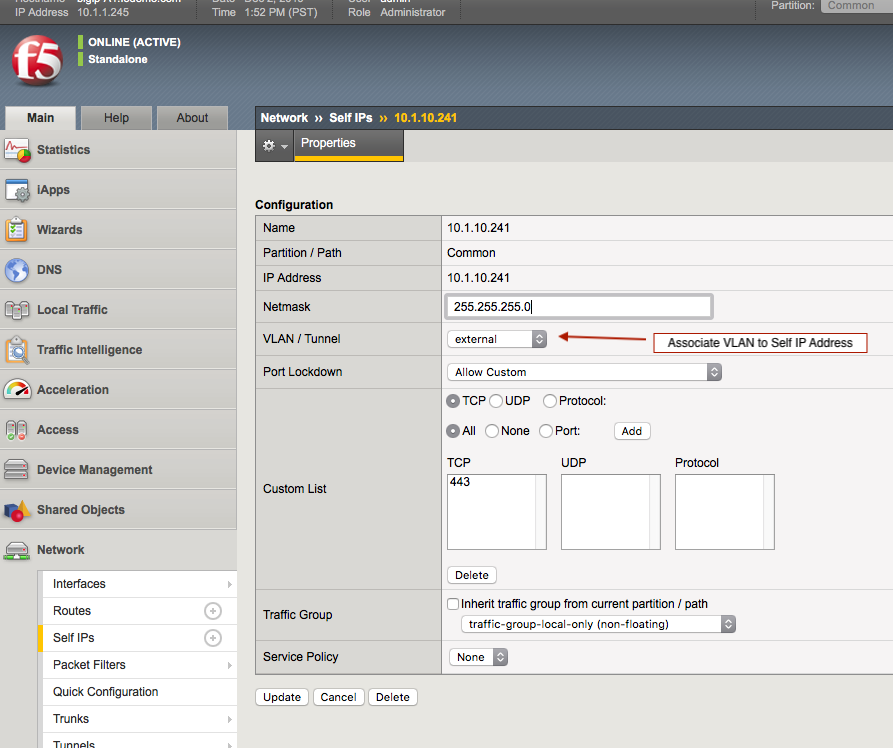 Hostname bigip Date Dec 2, User admin
IP Address 10.1.1.245 Time 1:52 PM (PST) Role Administrator Partition: Common
f5
ONLINE (ACTIVE)
Standalone
Main Help About
Network ›› Self IPs ›› 10.1.10.241
Properties
Statistics
iApps
Wizards
DNS
Local Traffic
Traffic Intelligence
Acceleration
Access
Device Management
Shared Objects
Network
Interfaces
Routes
Self IPs
Packet Filters
Quick Configuration
Trunks
Tunnels
Configuration
Name 10.1.10.241
Partition / Path Common
IP Address 10.1.10.241
Netmask 255.255.255.0
VLAN / Tunnel external
Associate VLAN to Self IP Address
Port Lockdown Allow Custom
Custom List
TCP UDP Protocol:
All None Port: Add
TCP UDP Protocol
443
Delete
Traffic Group
Inherit traffic group from current partition / path
traffic-group-local-only (non-floating)
Service Policy None
Update Cancel Delete